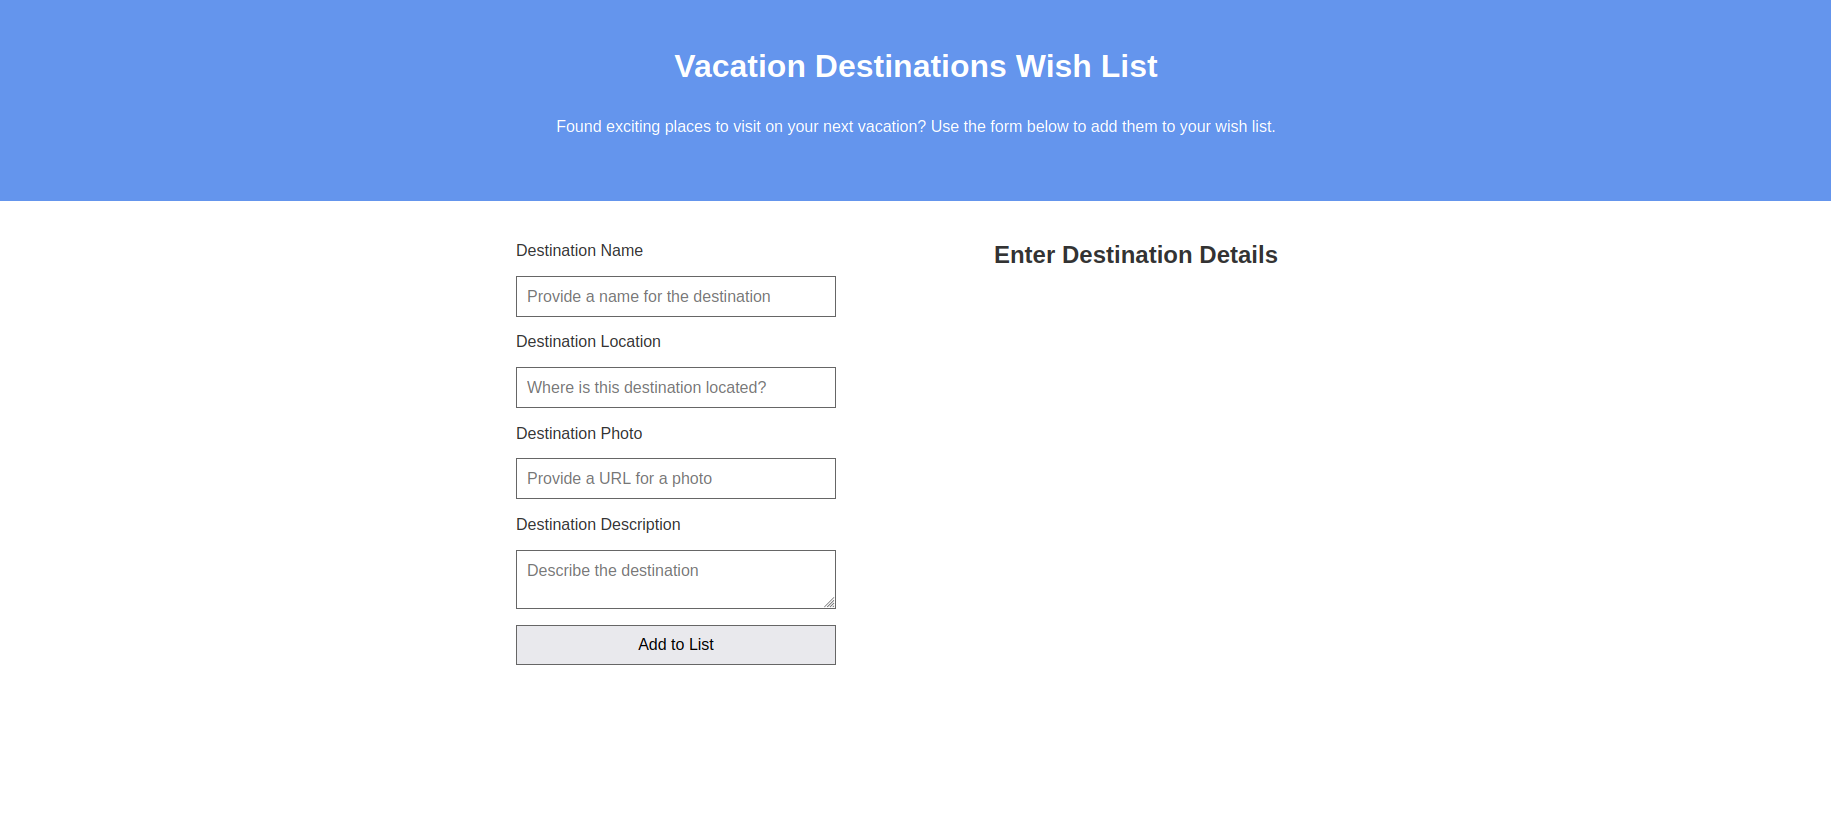 Vacation Destinations Wish List
Found exciting places to visit on your next vacation? Use the form below to add them to your wish list.
Destination Name
Provide a name for the destination
Destination Location
Where is this destination located?
Destination Photo
Provide a URL for a photo
Destination Description
Describe the destination
Add to List
Enter Destination Details